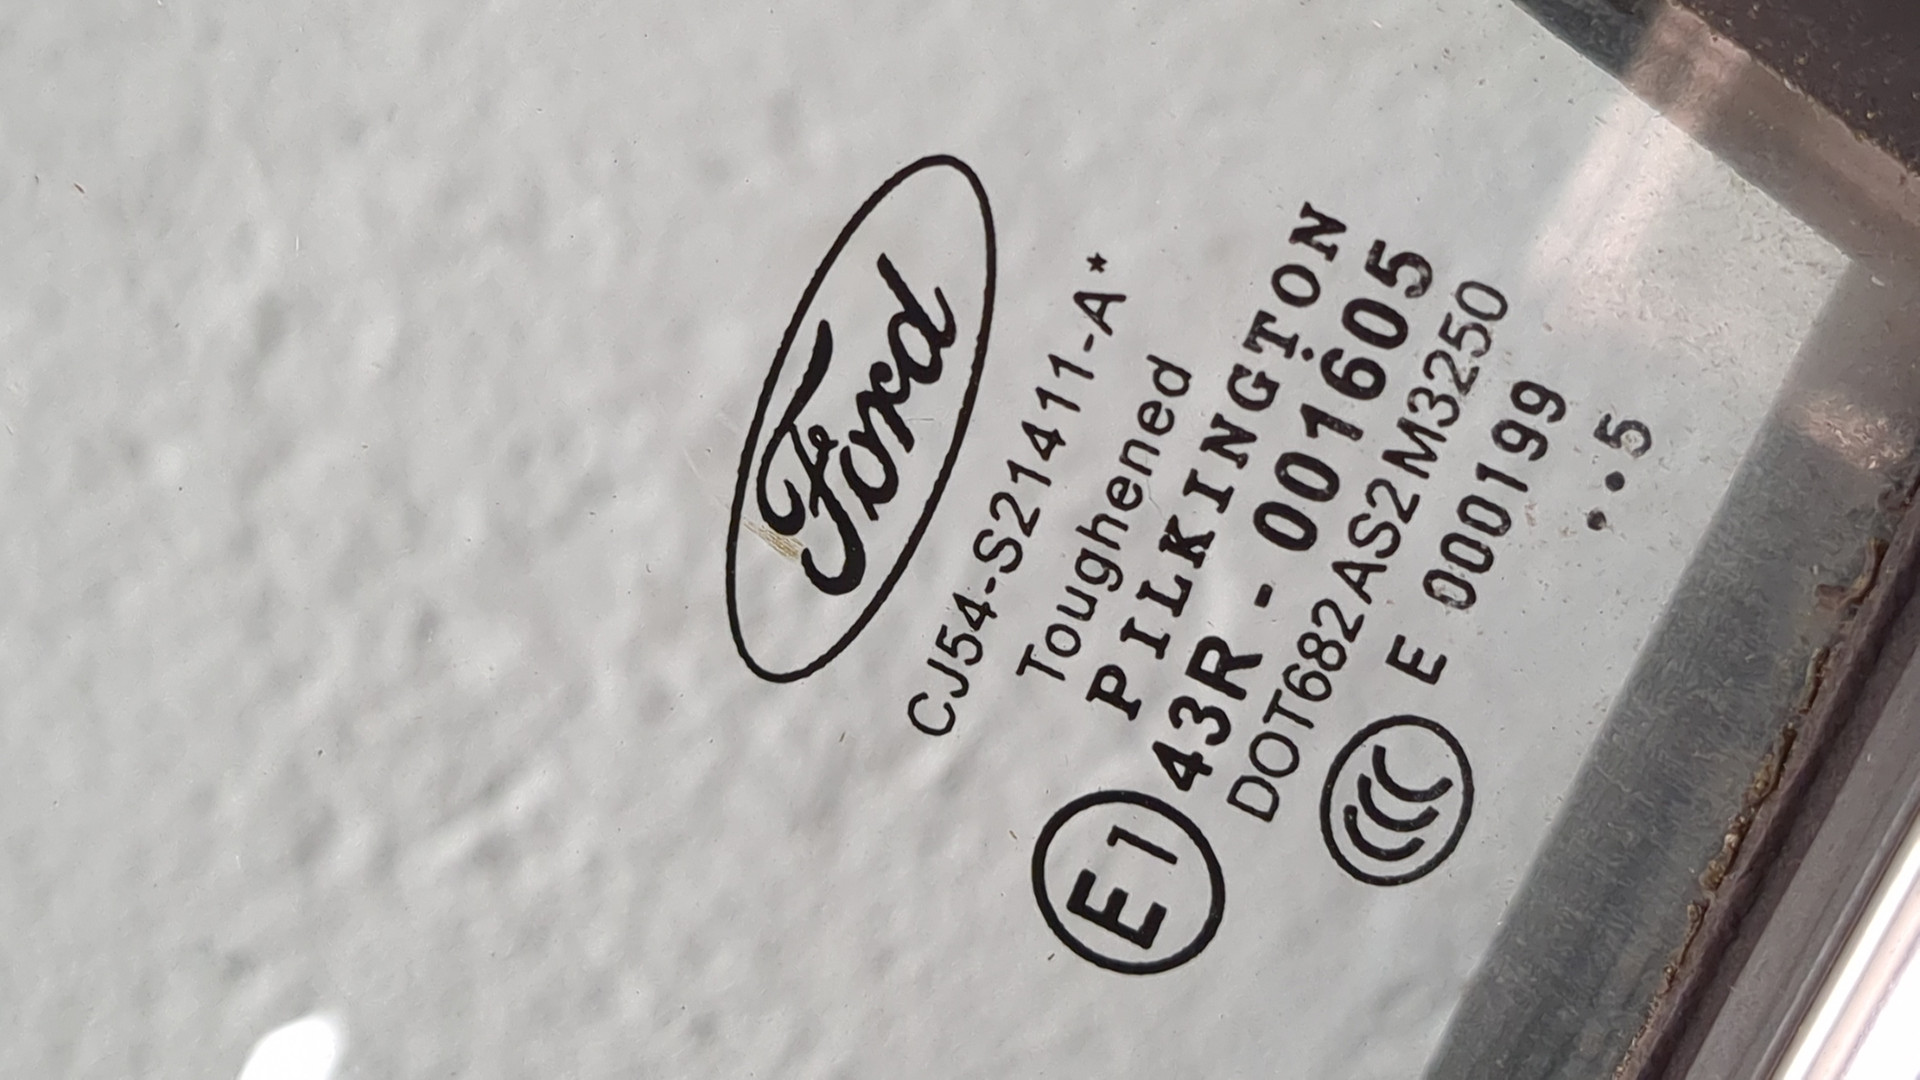 Ford
CJ54-S21411-A*
Toughened
PILKINGTON
E1 43R - 001605
DOT682AS2M3250
CCC E 000199
••5